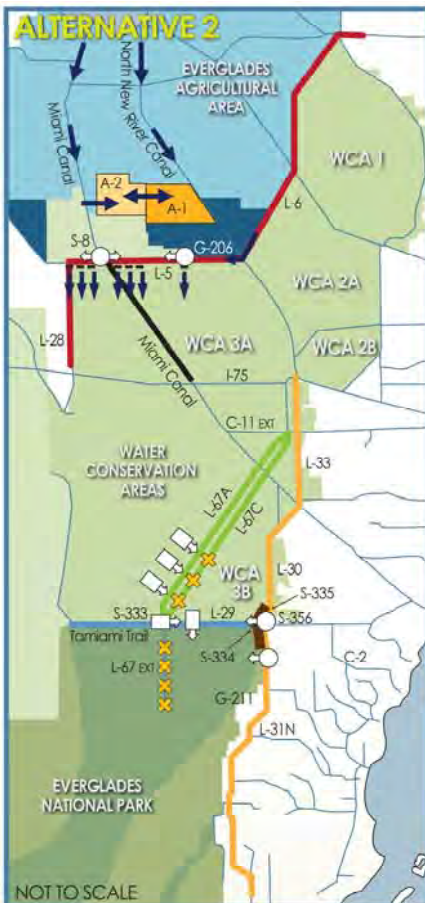 ALTERNATIVE 2
Miami Canal
North New River Canal
EVERGLADES
AGRICULTURAL
AREA
WCA 1
A-2
A-1
L-6
S-8
G-206
L-5
WCA 2A
L-28
WCA 3A
WCA 2B
Miami Canal
I-75
C-11 EXT
WATER
CONSERVATION
AREAS
L-67A
L-67C
L-33
L-30
WCA
3B
S-335
S-333
L-29
S-356
Tamiami Trail
S-334
C-2
L-67 EXT
G-211
L-31N
EVERGLADES
NATIONAL PARK
NOT TO SCALE